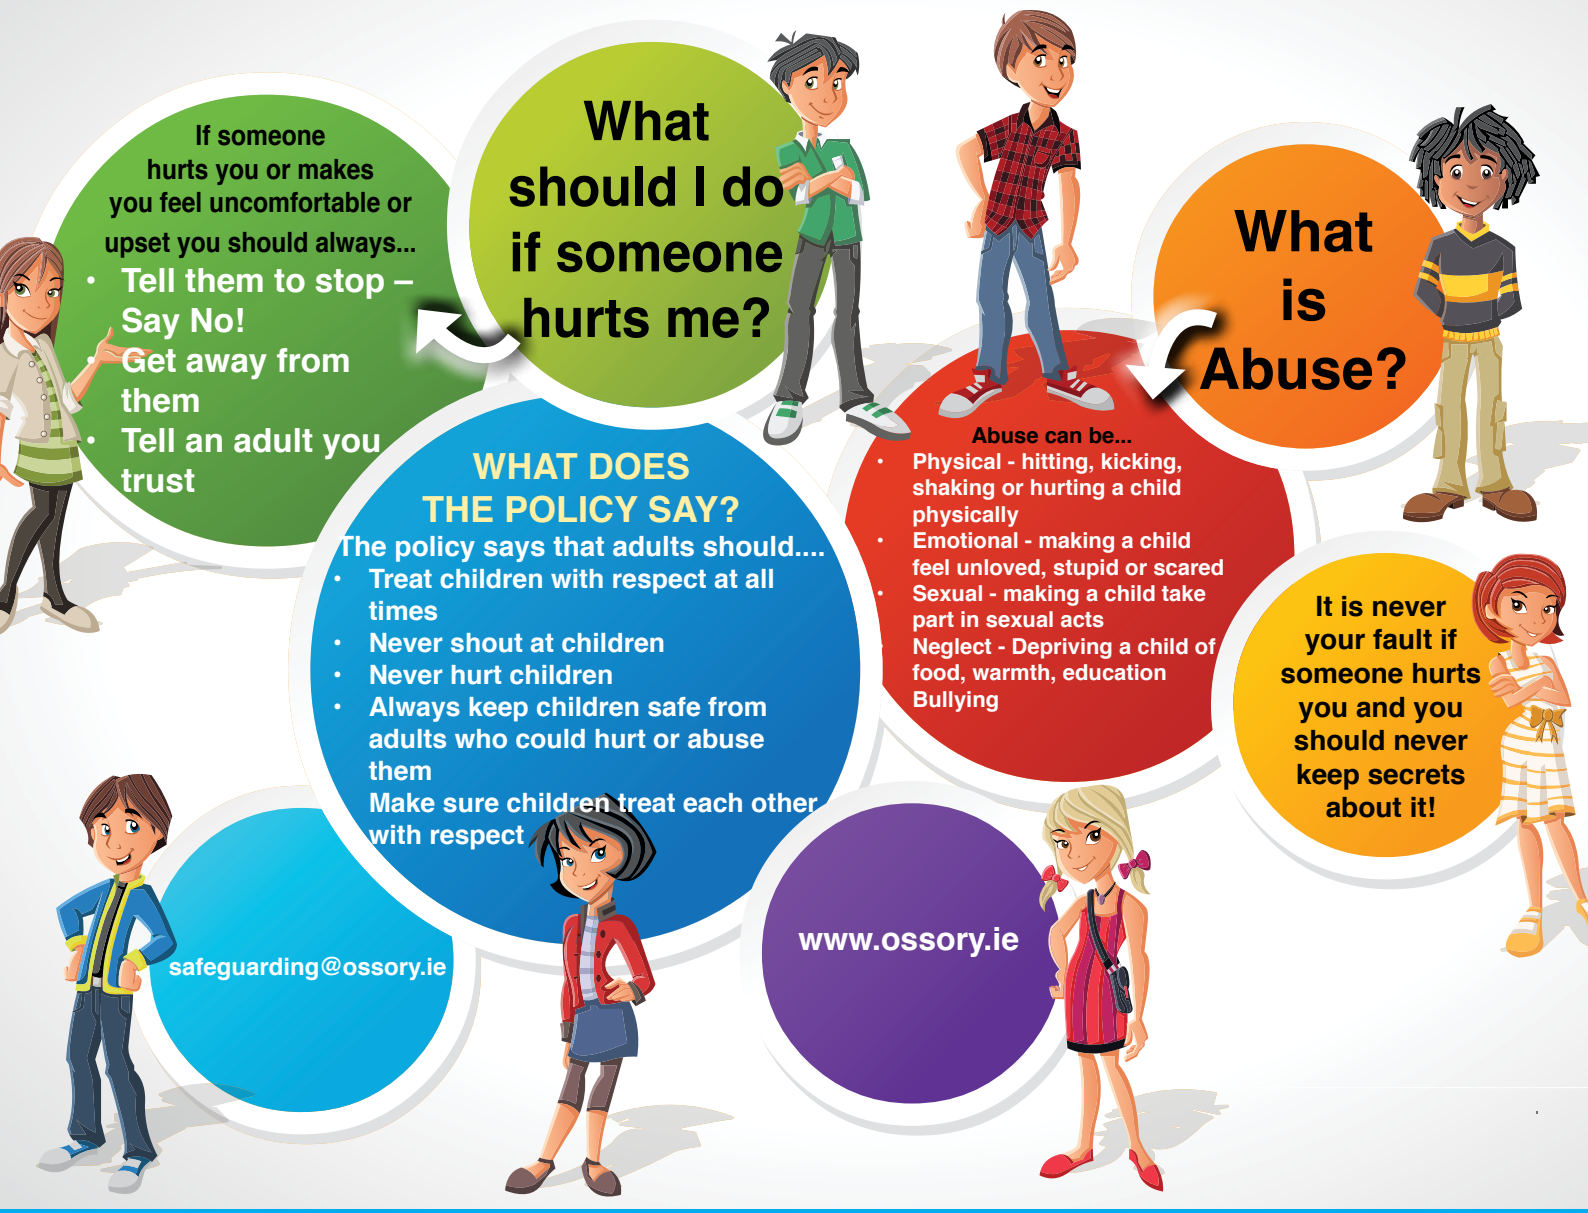 If someone
hurts you or makes
you feel uncomfortable or
upset you should always...
• Tell them to stop –
Say No!
• Get away from
them
• Tell an adult you
trust
What
should I do
if someone
hurts me?
What
is
Abuse?
WHAT DOES
THE POLICY SAY?
The policy says that adults should....
• Treat children with respect at all
times
• Never shout at children
• Never hurt children
• Always keep children safe from
adults who could hurt or abuse
them
Make sure children treat each other
with respect
Abuse can be...
• Physical - hitting, kicking,
shaking or hurting a child
physically
• Emotional - making a child
feel unloved, stupid or scared
• Sexual - making a child take
part in sexual acts
Neglect - Depriving a child of
food, warmth, education
Bullying
It is never
your fault if
someone hurts
you and you
should never
keep secrets
about it!
safeguarding@ossory.ie
www.ossory.ie